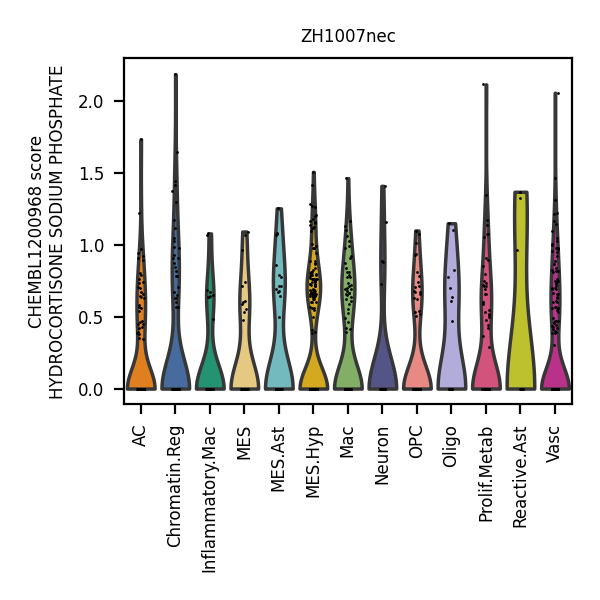 ZH1007nec
CHEMBL1200968 score
HYDROCORTISONE SODIUM PHOSPHATE
2.0
1.5
1.0
0.5
0.0
AC
Chromatin.Reg
Inflammatory.Mac
MES
MES.Ast
MES.Hyp
Mac
Neuron
OPC
Oligo
Prolif.Metab
Reactive.Ast
Vasc